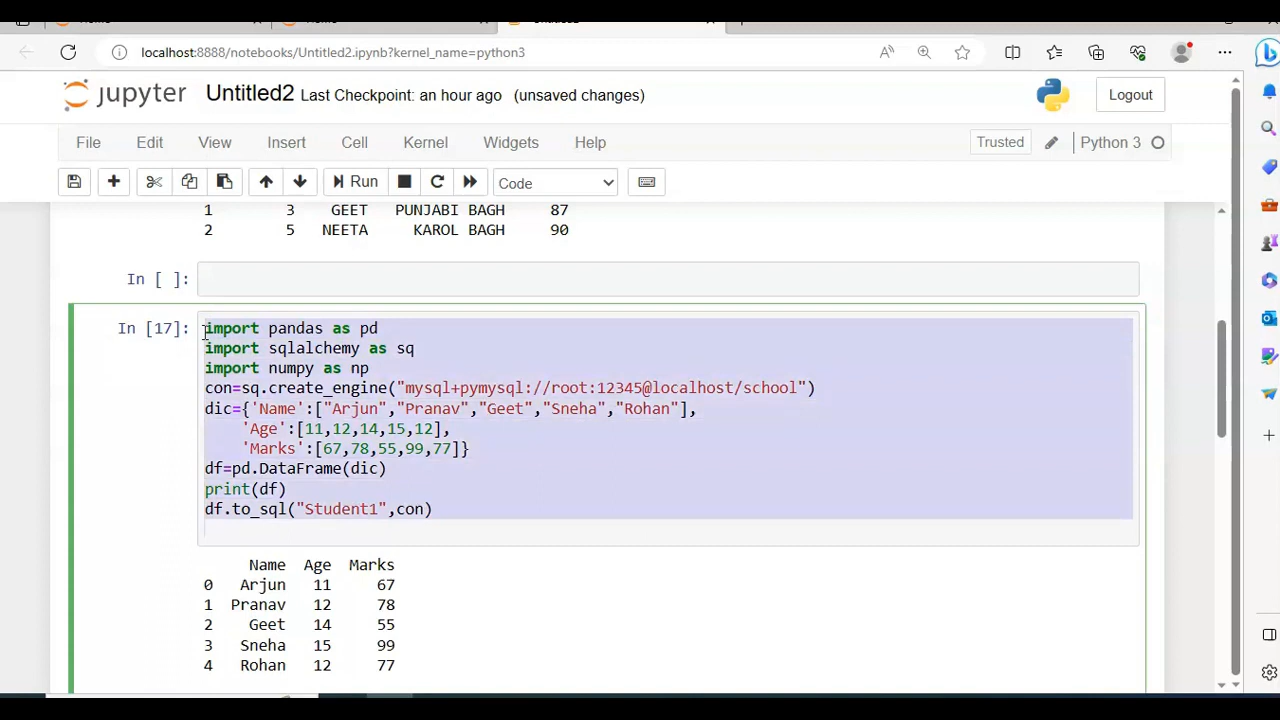 localhost:8888/notebooks/Untitled2.ipynb?kernel_name=python3
jupyter Untitled2 Last Checkpoint: an hour ago (unsaved changes) Logout
File Edit View Insert Cell Kernel Widgets Help Trusted Python 3
Run Code
1 3 GEET PUNJABI BAGH 87
2 5 NEETA KAROL BAGH 90
In [ ]:
In [17]: import pandas as pd
import sqlalchemy as sq
import numpy as np
con=sq.create_engine("mysql+pymysql://root:12345@localhost/school")
dic={'Name':["Arjun","Pranav","Geet","Sneha","Rohan"],
'Age':[11,12,14,15,12],
'Marks':[67,78,55,99,77]}
df=pd.DataFrame(dic)
print(df)
df.to_sql("Student1",con)
Name Age Marks
0 Arjun 11 67
1 Pranav 12 78
2 Geet 14 55
3 Sneha 15 99
4 Rohan 12 77